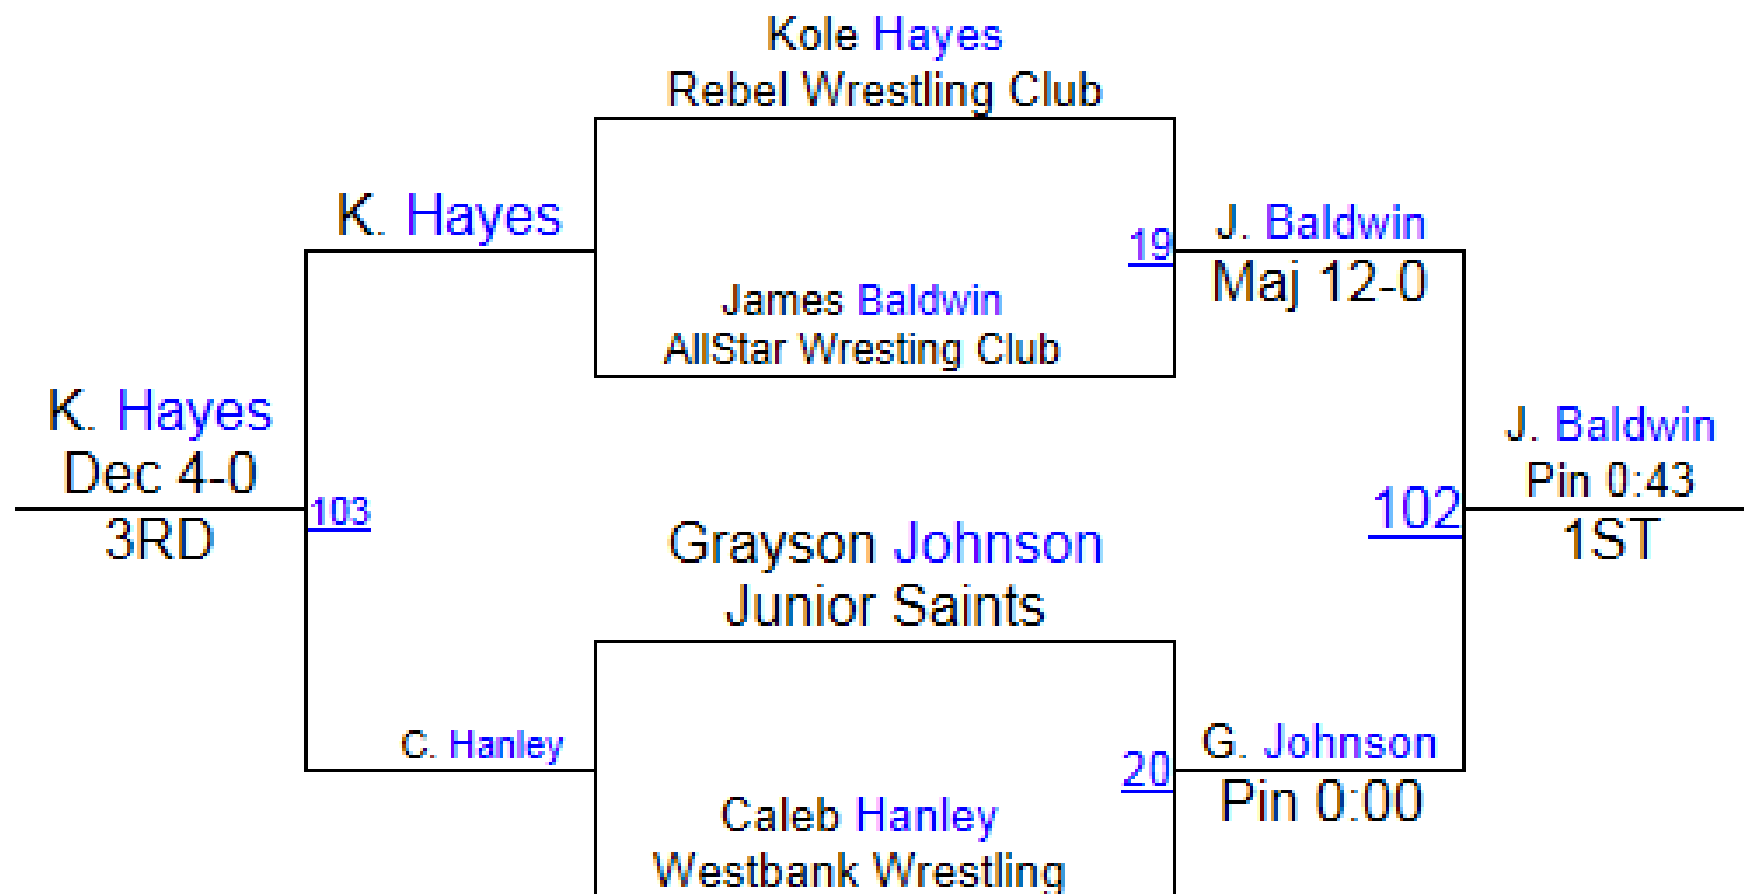 Kole Hayes
Rebel Wrestling Club
K. Hayes
19
J. Baldwin
Maj 12-0
James Baldwin
AllStar Wresting Club
K. Hayes
Dec 4-0
3RD
103
102
J. Baldwin
Pin 0:43
1ST
Grayson Johnson
Junior Saints
C. Hanley
20
G. Johnson
Pin 0:00
Caleb Hanley
Westbank Wrestling